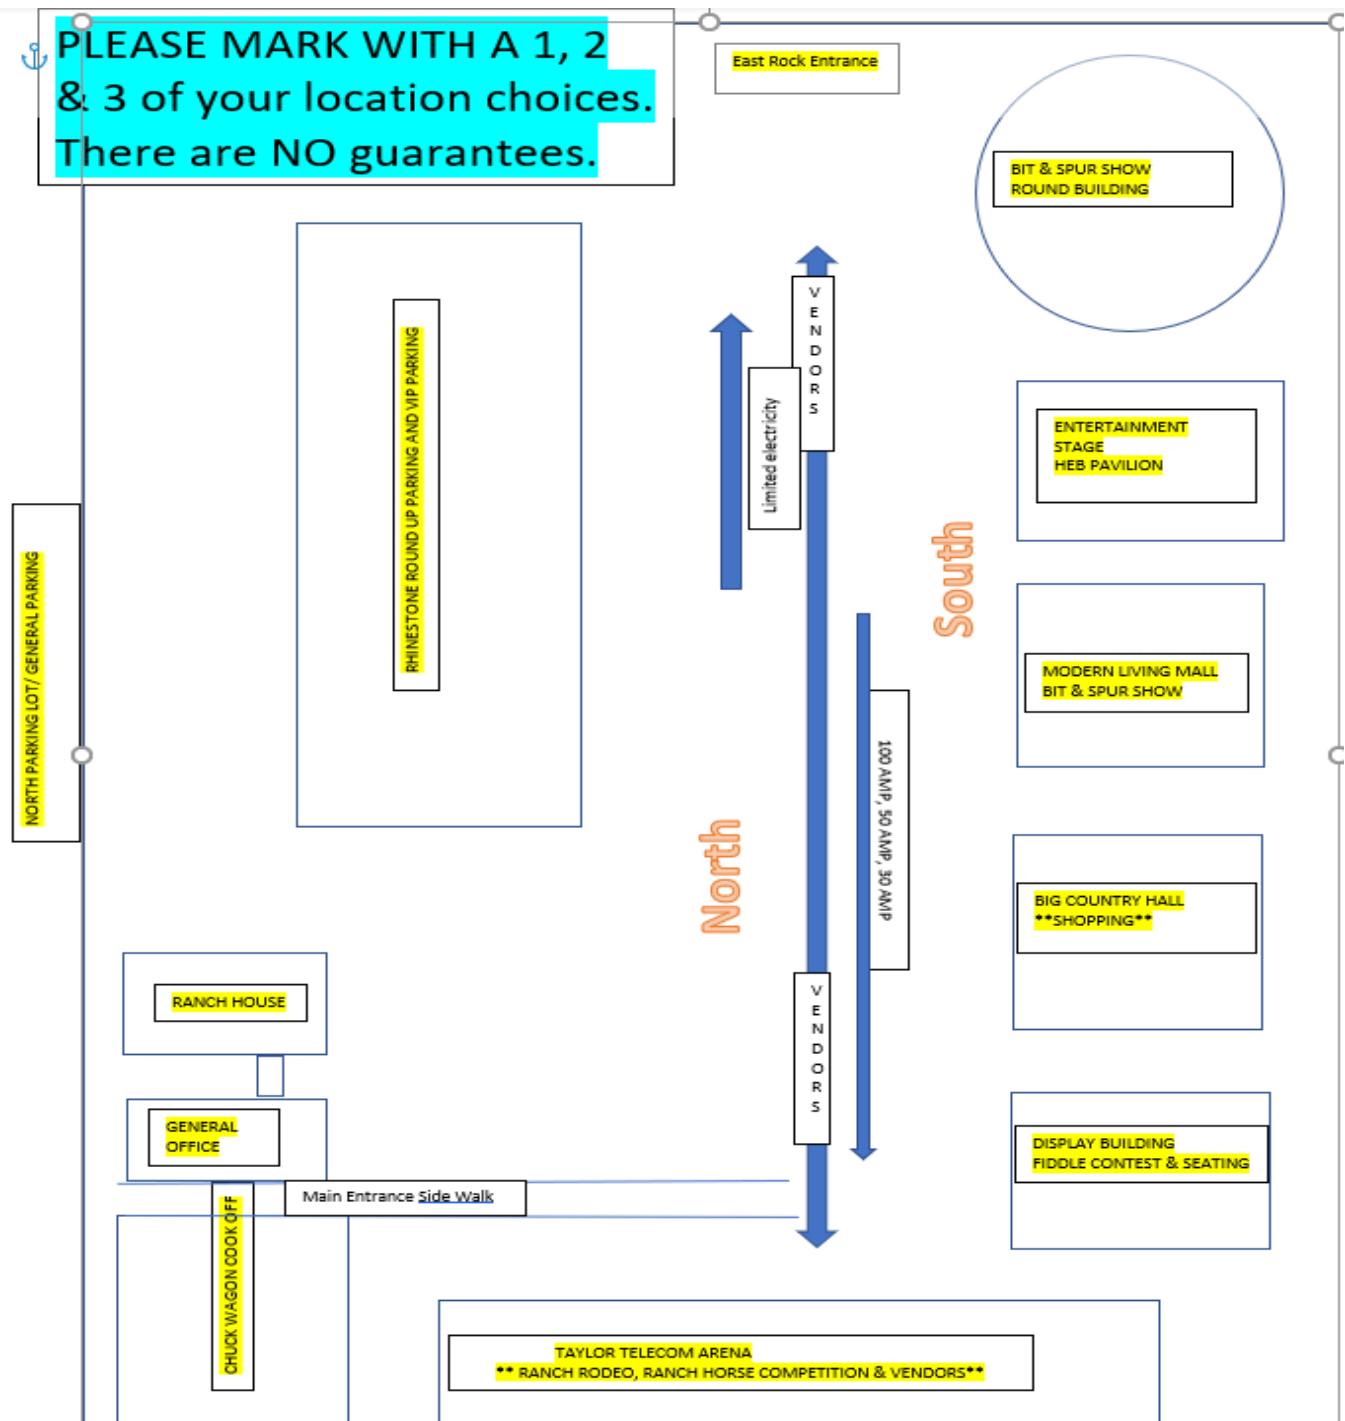 PLEASE MARK WITH A 1, 2
& 3 of your location choices.
There are NO guarantees.
East Rock Entrance
BIT & SPUR SHOW
ROUND BUILDING
VENDORS
Limited electricity
RHINESTONE ROUND UP PARKING AND VIP PARKING
ENTERTAINMENT
STAGE
HEB PAVILION
South
NORTH PARKING LOT/ GENERAL PARKING
MODERN LIVING MALL
BIT & SPUR SHOW
100 AMP, 50 AMP, 30 AMP
North
BIG COUNTRY HALL
**SHOPPING**
RANCH HOUSE
VENDORS
GENERAL
OFFICE
DISPLAY BUILDING
FIDDLE CONTEST & SEATING
Main Entrance Side Walk
CHUCK WAGON COOK OFF
TAYLOR TELECOM ARENA
** RANCH RODEO, RANCH HORSE COMPETITION & VENDORS**